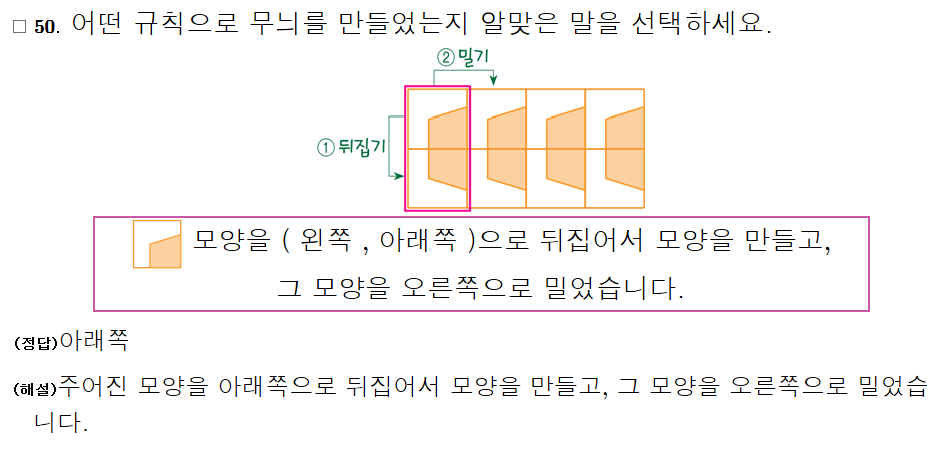 □ 50. 어떤 규칙으로 무늬를 만들었는지 알맞은 말을 선택하세요.
② 밀기
① 뒤집기
모양을 ( 왼쪽 , 아래쪽 )으로 뒤집어서 모양을 만들고,
그 모양을 오른쪽으로 밀었습니다.
(정답)아래쪽
(해설)주어진 모양을 아래쪽으로 뒤집어서 모양을 만들고, 그 모양을 오른쪽으로 밀었습
니다.